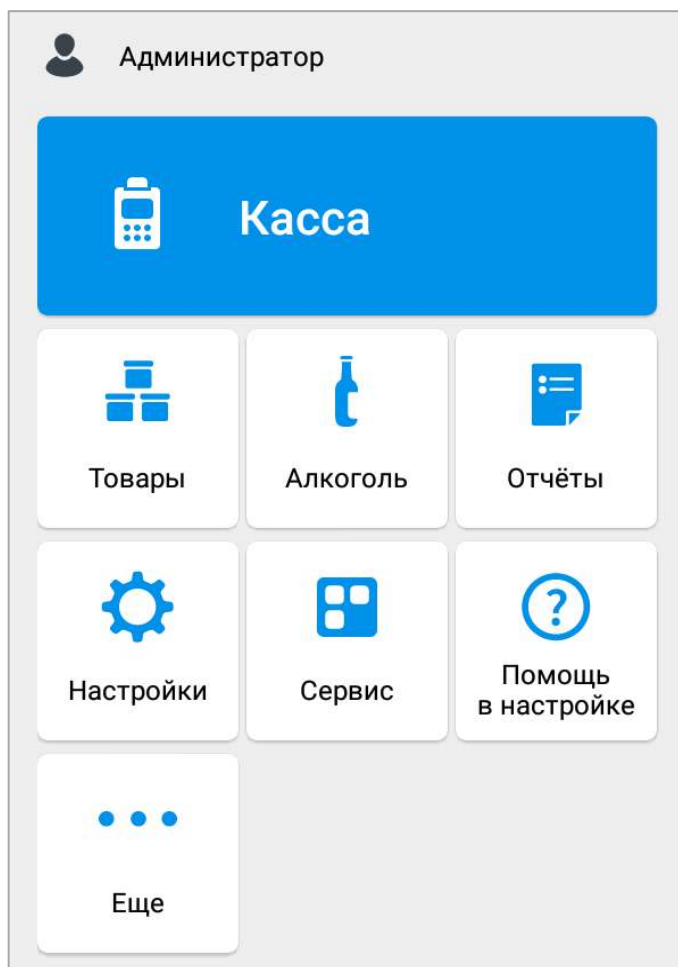 Администратор
Касса
Товары
Алкоголь
Отчёты
Настройки
Сервис
Помощь
в настройке
Еще